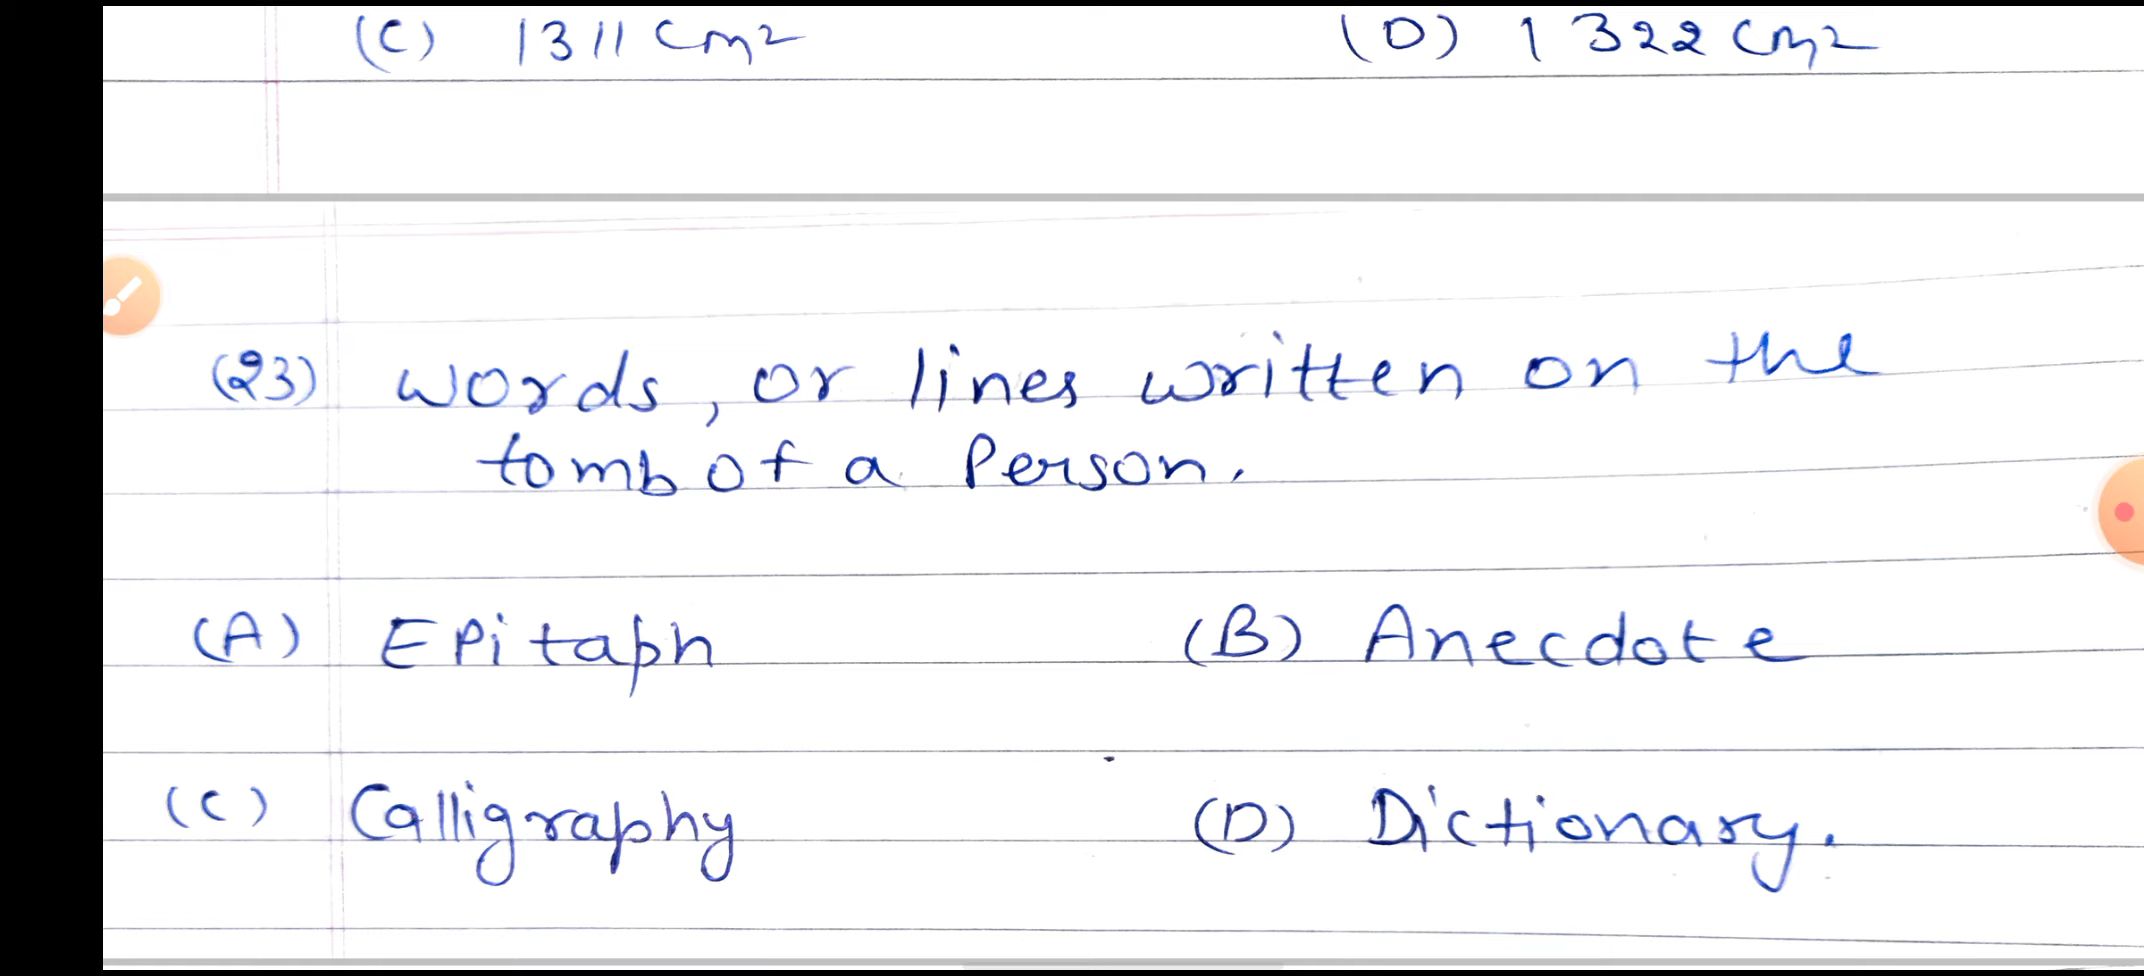 (C) 1311 cm2 (D) 1322 cm2
(23) words, or lines written on the
tomb of a Person.
(A) EPitaph (B) Anecdote
(C) Calligraphy (D) Dictionary.